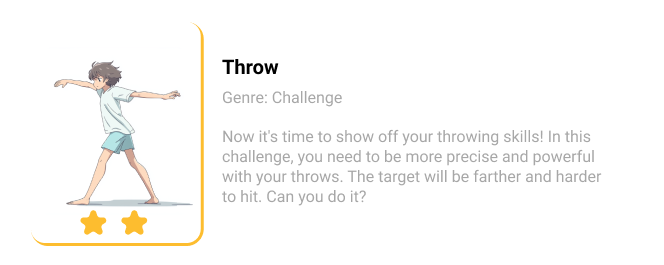 Throw
Genre: Challenge
Now it's time to show off your throwing skills! In this
challenge, you need to be more precise and powerful
with your throws. The target will be farther and harder
to hit. Can you do it?